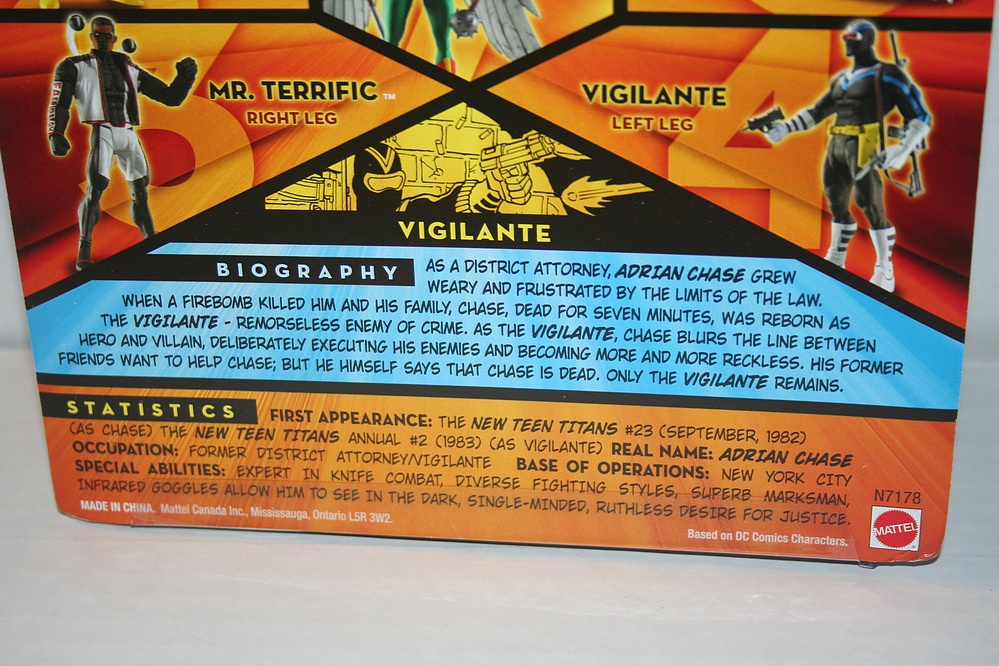 MR. TERRIFIC™
RIGHT LEG
VIGILANTE
LEFT LEG
VIGILANTE
BIOGRAPHY AS A DISTRICT ATTORNEY, ADRIAN CHASE GREW
WEARY AND FRUSTRATED BY THE LIMITS OF THE LAW.
WHEN A FIREBOMB KILLED HIM AND HIS FAMILY, CHASE, DEAD FOR SEVEN MINUTES, WAS REBORN AS
THE VIGILANTE - REMORSELESS ENEMY OF CRIME. AS THE VIGILANTE, CHASE BLURS THE LINE BETWEEN
HERO AND VILLAIN, DELIBERATELY EXECUTING HIS ENEMIES AND BECOMING MORE AND MORE RECKLESS. HIS FORMER
FRIENDS WANT TO HELP CHASE; BUT HE HIMSELF SAYS THAT CHASE IS DEAD. ONLY THE VIGILANTE REMAINS.
STATISTICS FIRST APPEARANCE: THE NEW TEEN TITANS #23 (SEPTEMBER, 1982)
(AS CHASE) THE NEW TEEN TITANS ANNUAL #2 (1983) (AS VIGILANTE) REAL NAME: ADRIAN CHASE
OCCUPATION: FORMER DISTRICT ATTORNEY/VIGILANTE BASE OF OPERATIONS: NEW YORK CITY
SPECIAL ABILITIES: EXPERT IN KNIFE COMBAT, DIVERSE FIGHTING STYLES, SUPERB MARKSMAN,
INFRARED GOGGLES ALLOW HIM TO SEE IN THE DARK, SINGLE-MINDED, RUTHLESS DESIRE FOR JUSTICE.
N7178
MADE IN CHINA. Mattel Canada Inc., Mississauga, Ontario L5R 3W2.
Based on DC Comics Characters.
MATTEL®